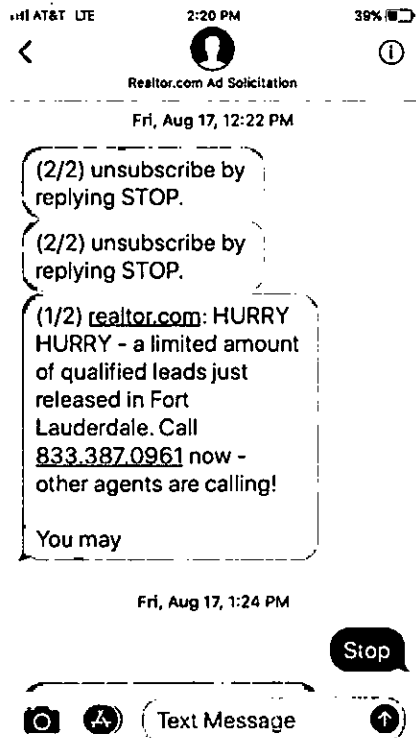 AT&T LTE 2:20 PM 39%
Realtor.com Ad Solicitation
Fri, Aug 17, 12:22 PM
(2/2) unsubscribe by
replying STOP.
(2/2) unsubscribe by
replying STOP.
(1/2) realtor.com: HURRY
HURRY - a limited amount
of qualified leads just
released in Fort
Lauderdale. Call
833.387.0961 now -
other agents are calling!
You may
Fri, Aug 17, 1:24 PM
Stop
Text Message